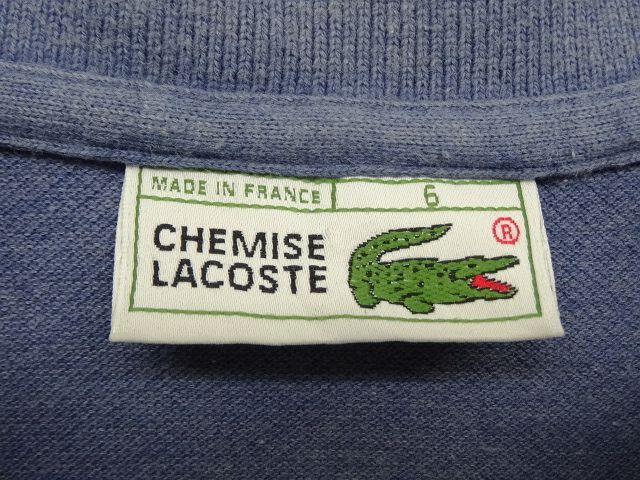 MADE IN FRANCE 6
CHEMISE
LACOSTE
®